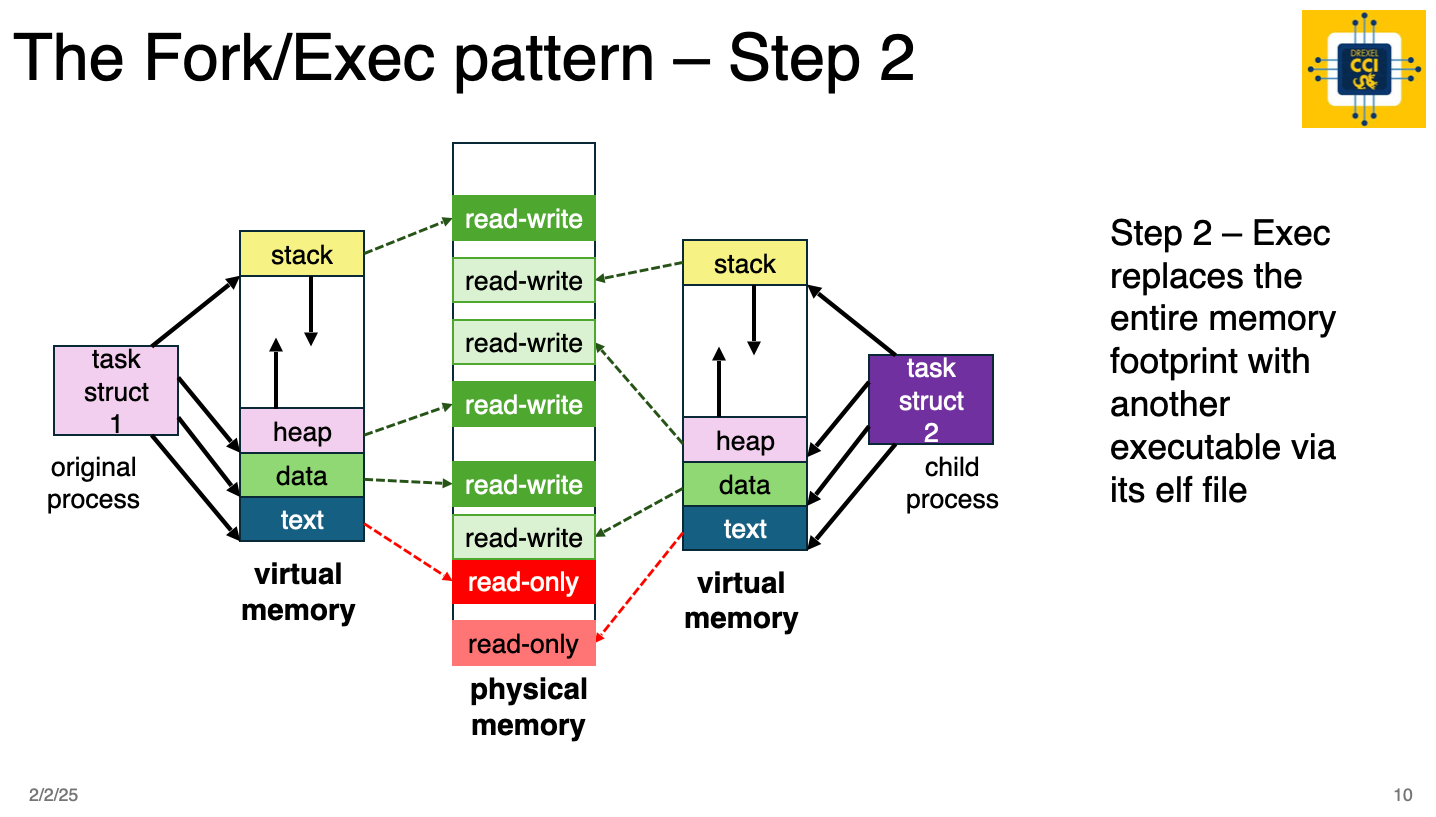 The Fork/Exec pattern – Step 2
DREXEL
CCI
stack
task
struct
1
original
process
heap
data
text
virtual
memory
read-write
read-write
read-write
read-write
read-write
read-write
read-only
read-only
physical
memory
stack
heap
data
text
virtual
memory
task
struct
2
child
process
Step 2 – Exec
replaces the
entire memory
footprint with
another
executable via
its elf file
2/2/25
10